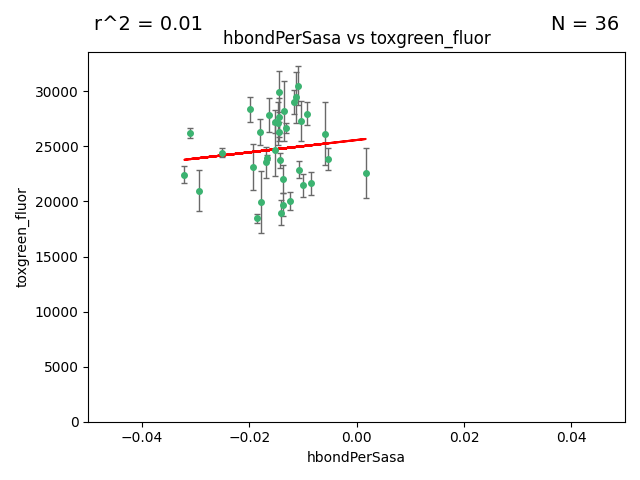 r^2 = 0.01
N = 36
hbondPerSasa vs toxgreen_fluor
30000
25000
20000
15000
10000
5000
0
toxgreen_fluor
−0.04
−0.02
0.00
0.02
0.04
hbondPerSasa